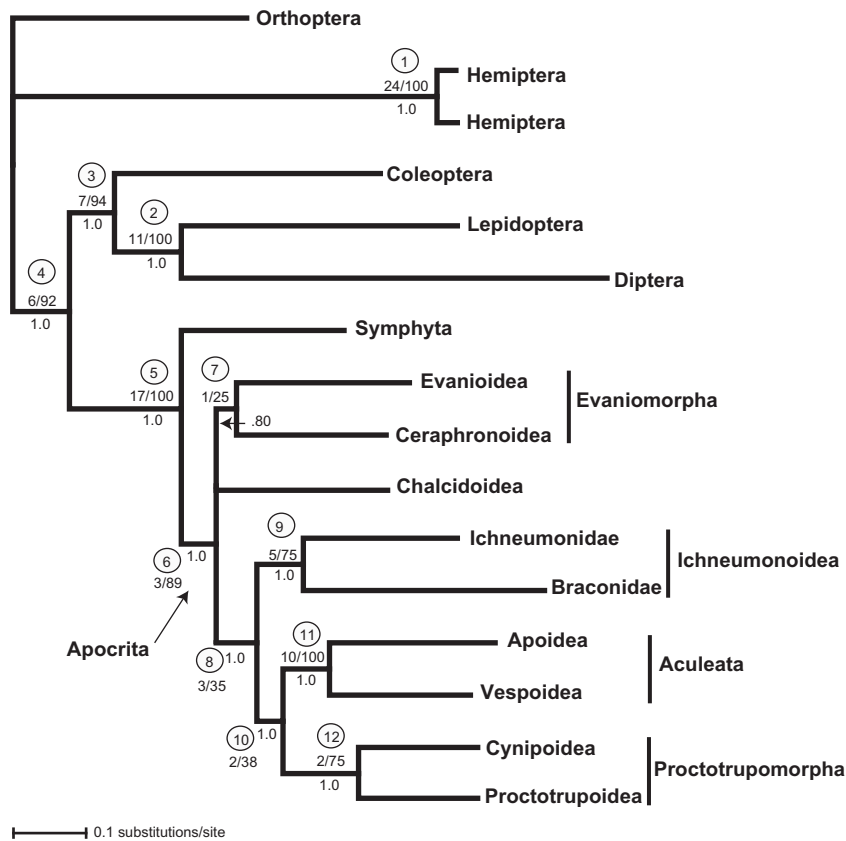 Orthoptera
1
24/100
1.0
Hemiptera
Hemiptera
3
7/94
1.0
Coleoptera
2
11/100
1.0
Lepidoptera
Diptera
4
6/92
1.0
Symphyta
5
17/100
1.0
7
1/25
.80
Evanioidea
Ceraphronoidea
Evaniomorpha
Chalcidoidea
9
5/75
1.0
Ichneumonidae
Braconidae
Ichneumonoidea
6
1.0
3/89
Apocrita
8
1.0
3/35
11
10/100
1.0
Apoidea
Vespoidea
Aculeata
10
1.0
2/38
12
2/75
1.0
Cynipoidea
Proctotrupoidea
Proctotrupomorpha
0.1 substitutions/site